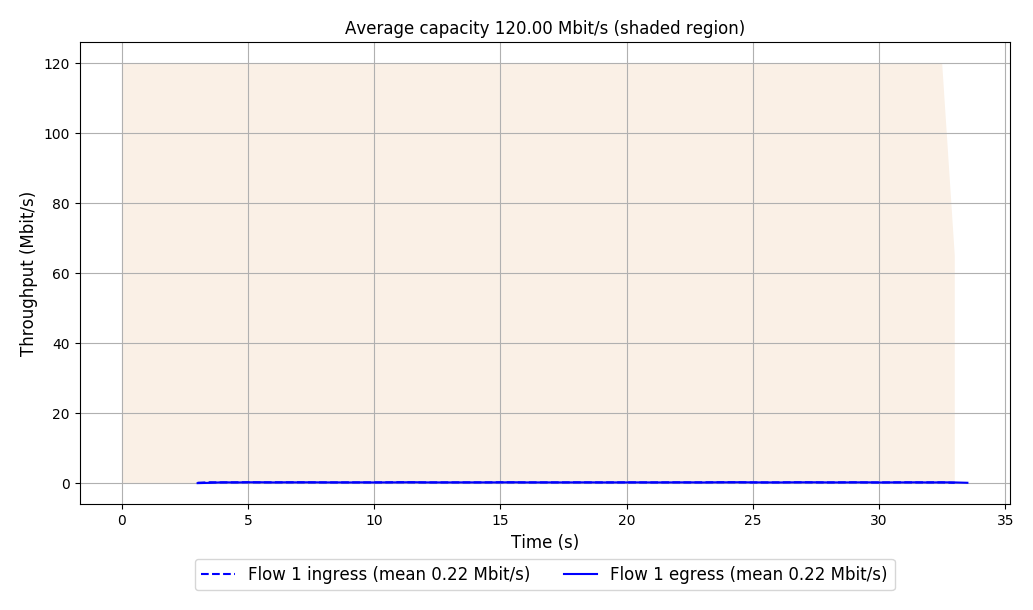 Average capacity 120.00 Mbit/s (shaded region)
Throughput (Mbit/s)
120
100
80
60
40
20
0
0 5 10 15 20 25 30 35
Time (s)
Flow 1 ingress (mean 0.22 Mbit/s) Flow 1 egress (mean 0.22 Mbit/s)